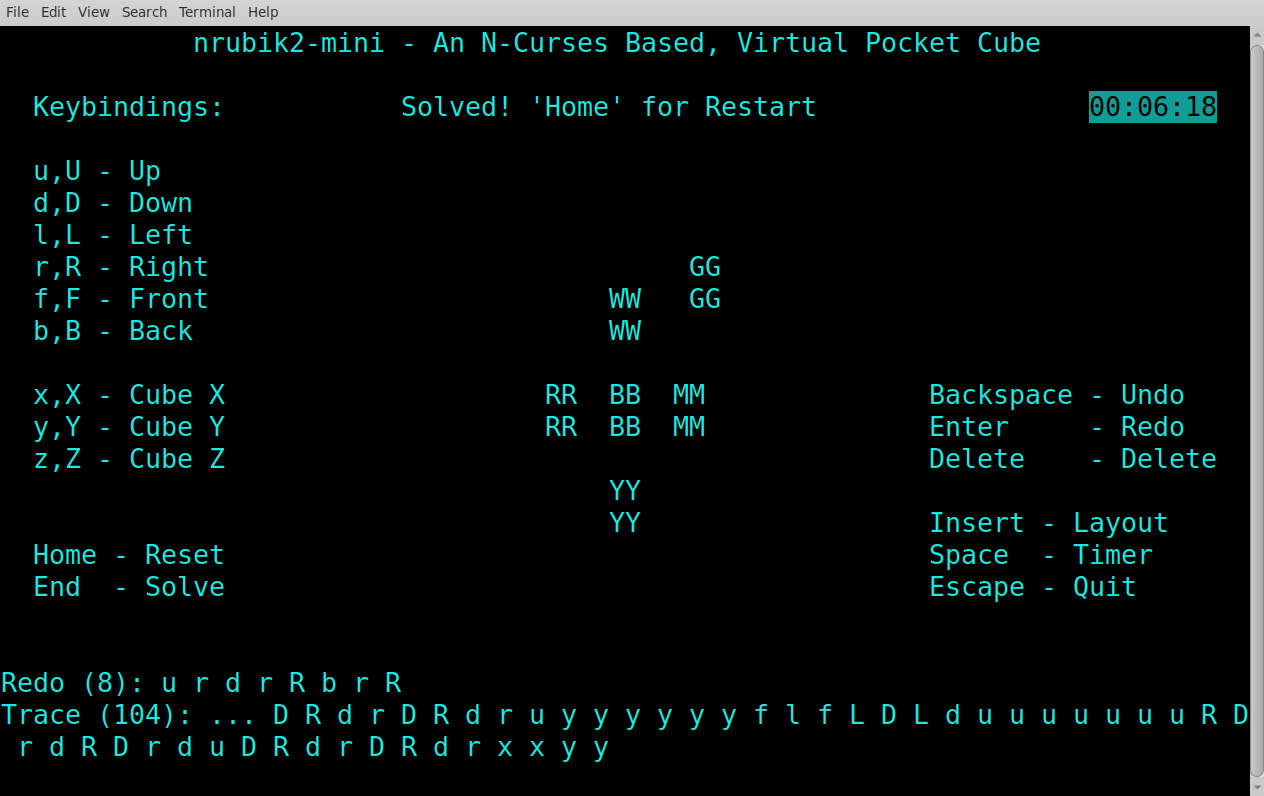 File Edit View Search Terminal Help
nrubik2-mini - An N-Curses Based, Virtual Pocket Cube
Keybindings: Solved! 'Home' for Restart 00:06:18
u,U - Up
d,D - Down
l,L - Left
r,R - Right GG
f,F - Front WW GG
b,B - Back WW
x,X - Cube X RR BB MM Backspace - Undo
y,Y - Cube Y RR BB MM Enter - Redo
z,Z - Cube Z Delete - Delete
YY
YY Insert - Layout
Home - Reset Space - Timer
End - Solve Escape - Quit
Redo (8): u r d r R b r R
Trace (104): ... D R d r D R d r u y y y y y y f l f L D L d u u u u u u u R D
r d R D r d u D R d r D R d r x x y y